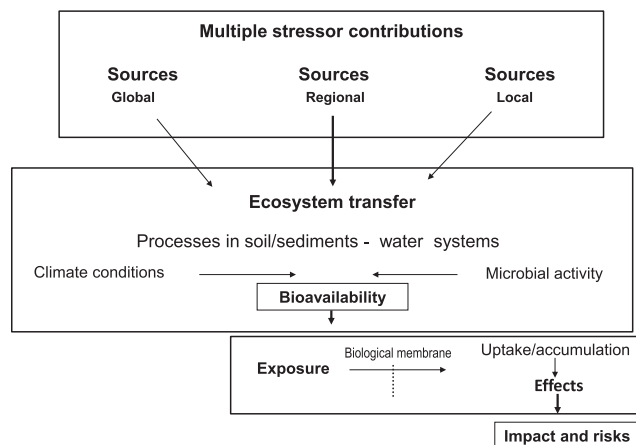 Multiple stressor contributions
Sources Sources Sources
Global Regional Local
Ecosystem transfer
Processes in soil/sediments - water systems
Climate conditions Microbial activity
Bioavailability
Exposure Biological membrane Uptake/accumulation
Effects
Impact and risks